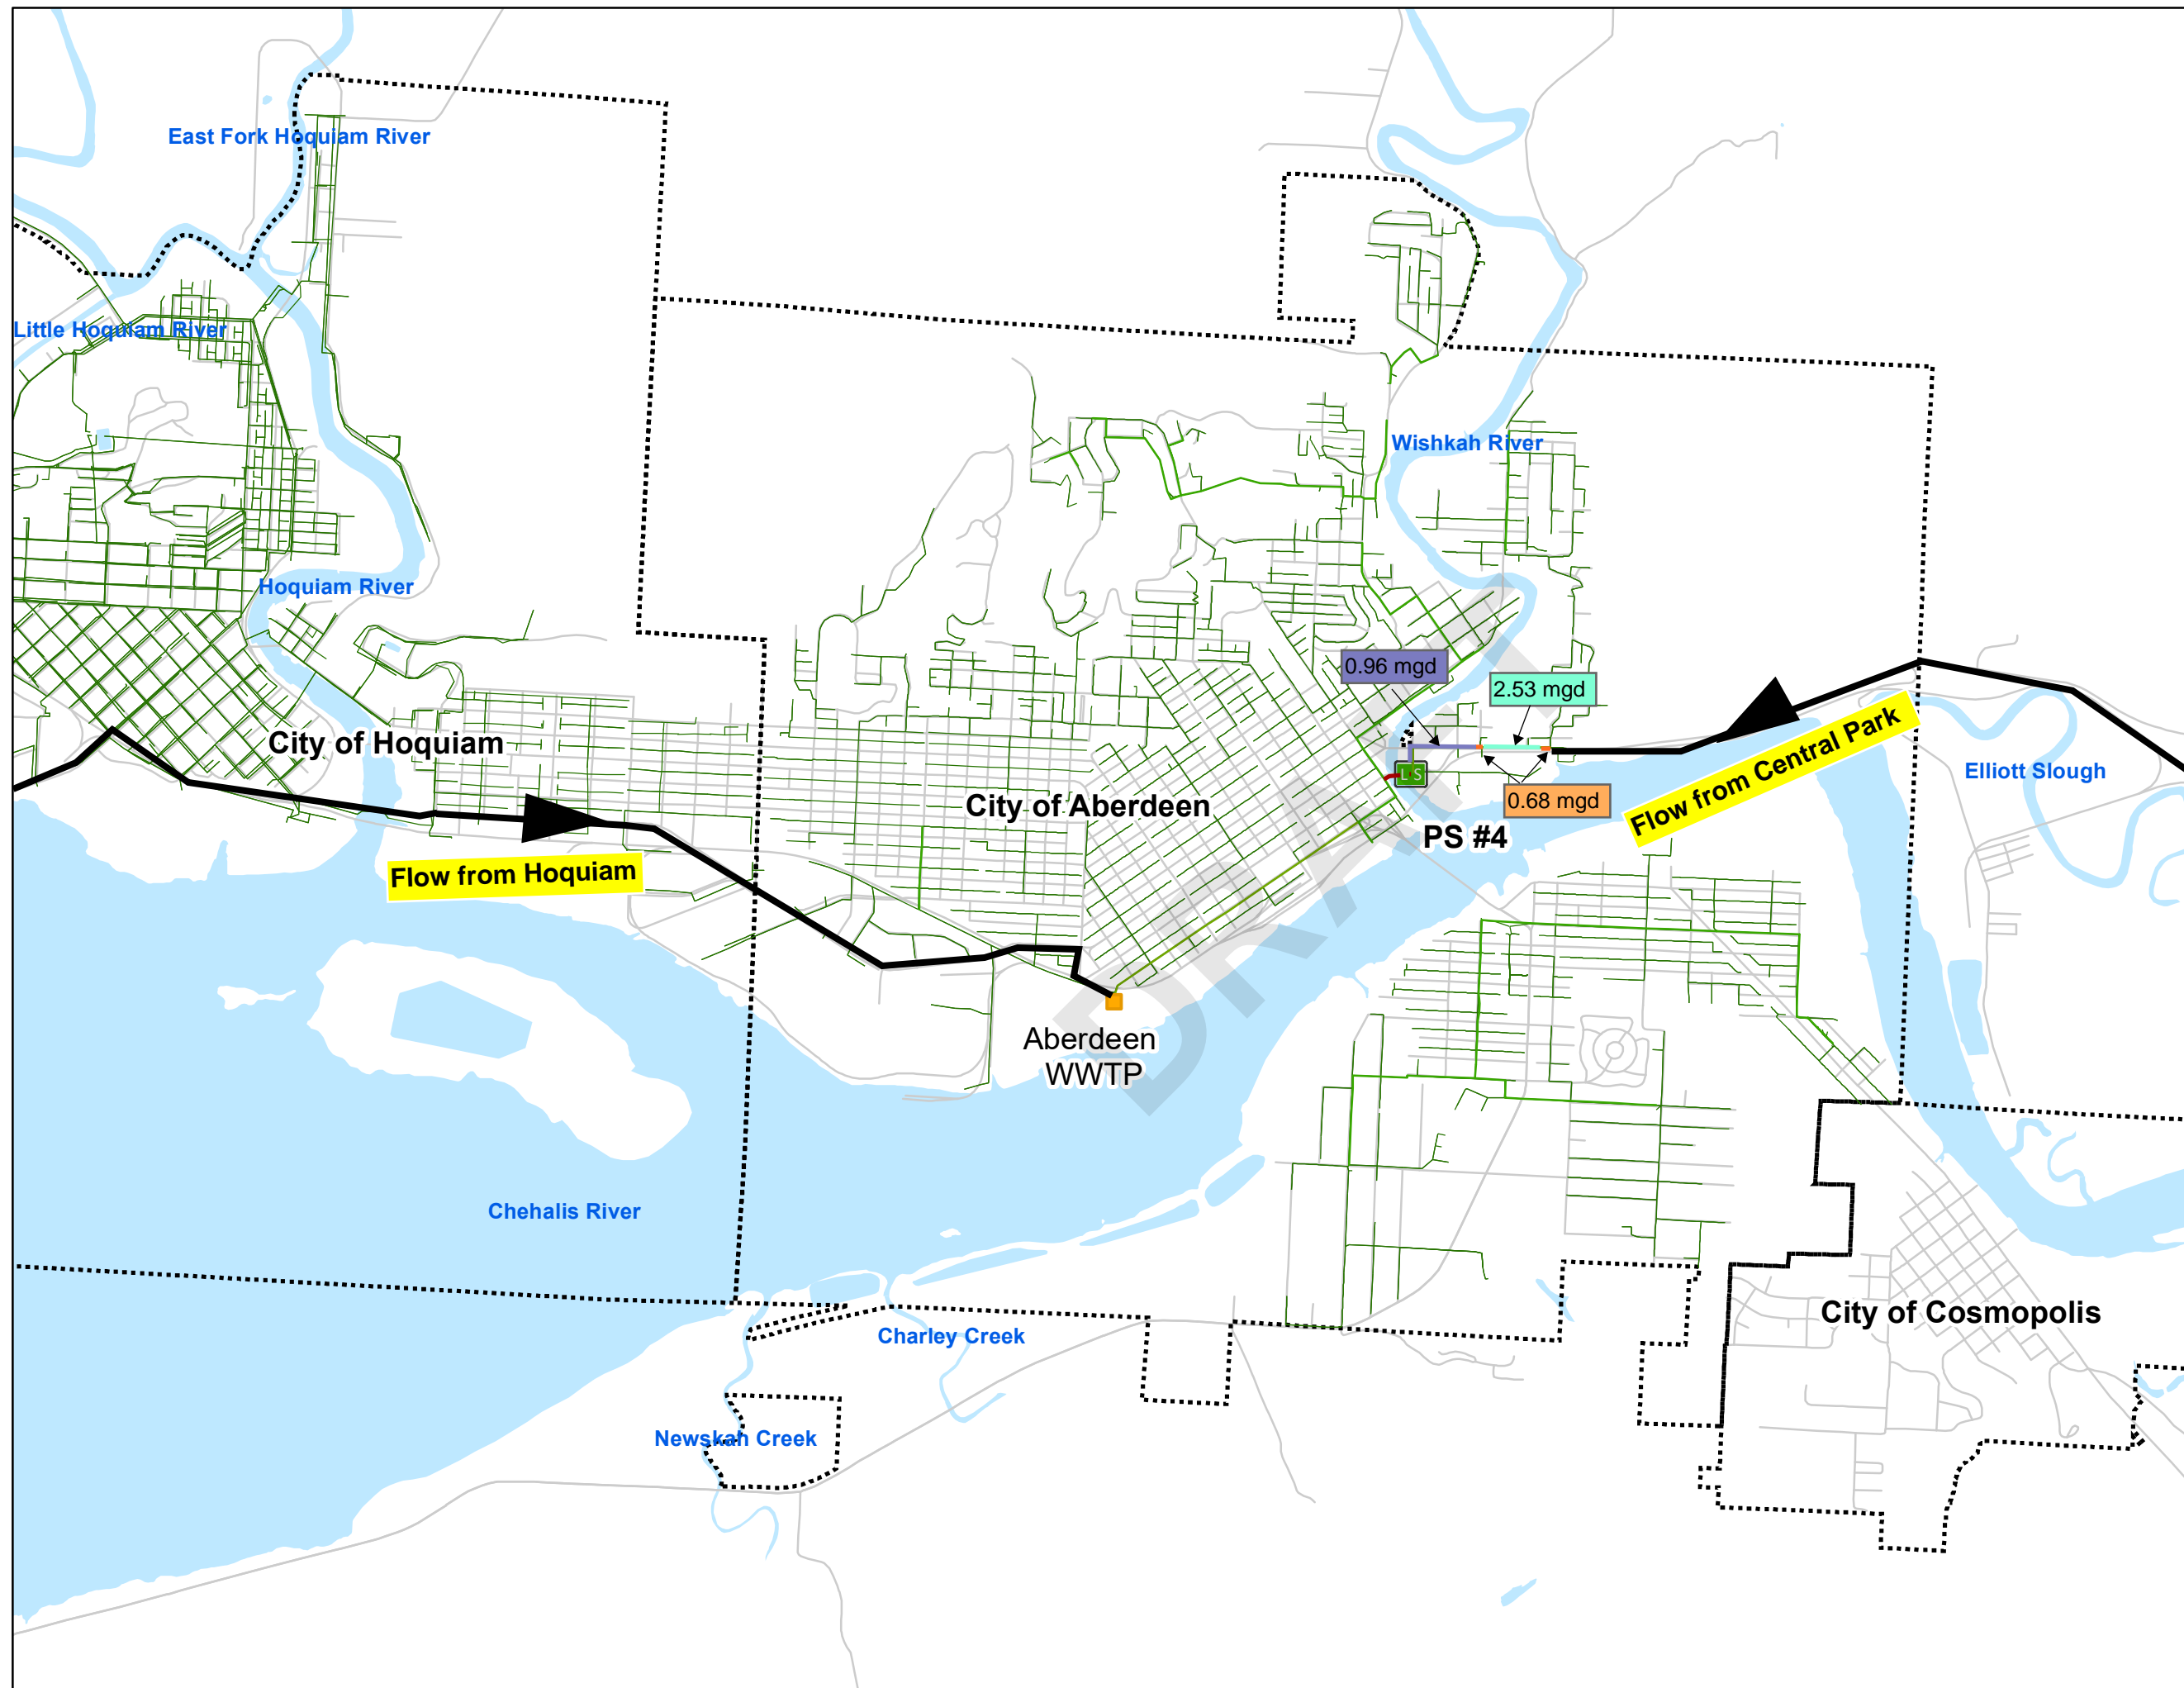 East Fork Hoquiam River
Little Hoquiam River
Wishkah River
Hoquiam River
0.96 mgd
2.53 mgd
City of Hoquiam
Flow from Central Park
Elliott Slough
LS
0.68 mgd
City of Aberdeen
PS #4
Flow from Hoquiam
DRAFT
Aberdeen
WWTP
Chehalis River
City of Cosmopolis
Charley Creek
Newskah Creek